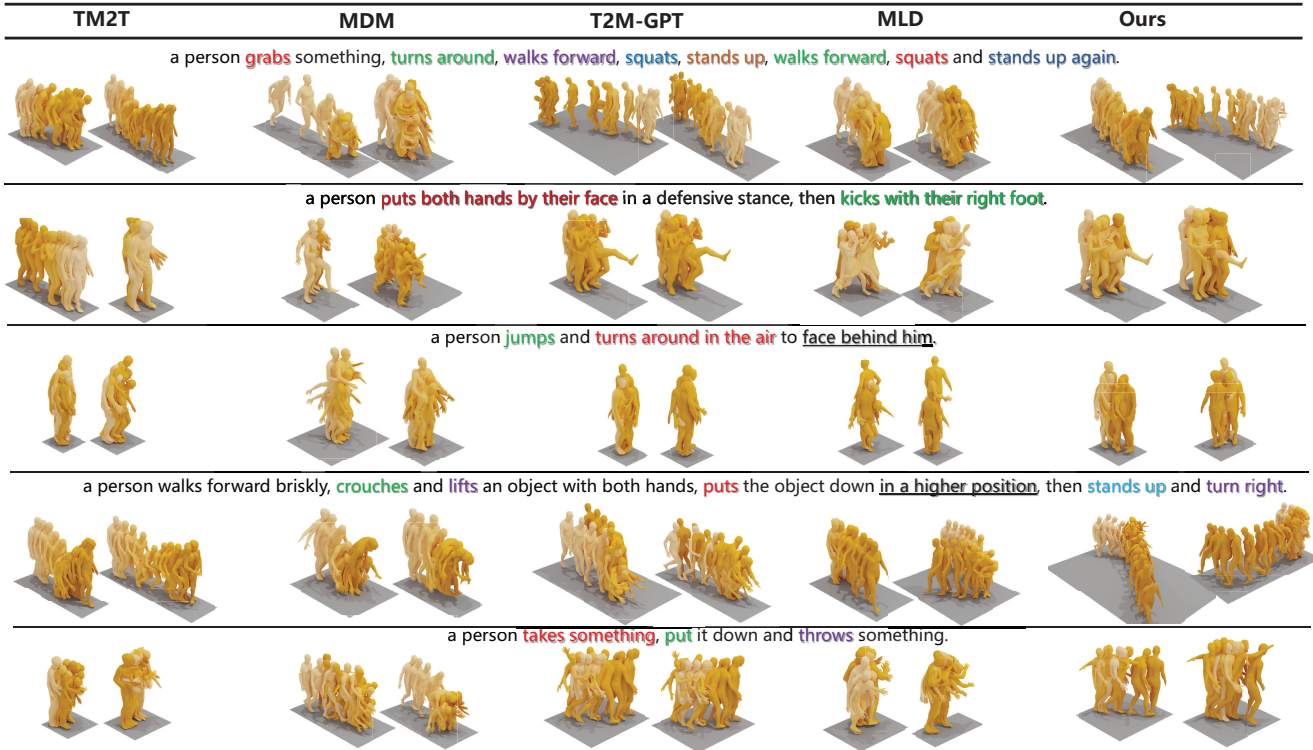 TM2T MDM T2M-GPT MLD Ours
a person grabs something, turns around, walks forward, squats, stands up, walks forward, squats and stands up again.
a person puts both hands by their face in a defensive stance, then kicks with their right foot.
a person jumps and turns around in the air to face behind him.
a person walks forward briskly, crouches and lifts an object with both hands, puts the object down in a higher position, then stands up and turn right.
a person takes something, put it down and throws something.